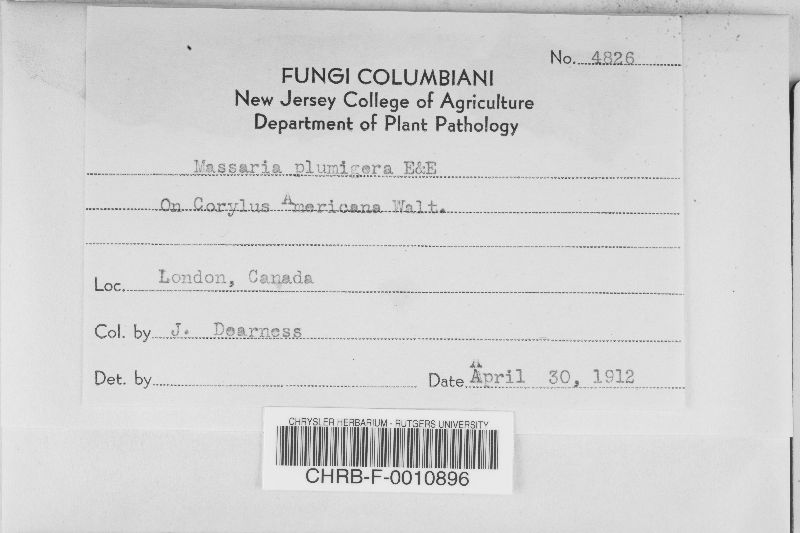 No. 4826
FUNGI COLUMBIANI
New Jersey College of Agriculture
Department of Plant Pathology
Massaria plumigera E&E
On Corylus Americana Walt.
Loc. London, Canada
Col. by J. Dearness
Det. by
Date April 30, 1912
CHRYSLER HERBARIUM - RUTGERS UNIVERSITY
CHRB-F-0010896